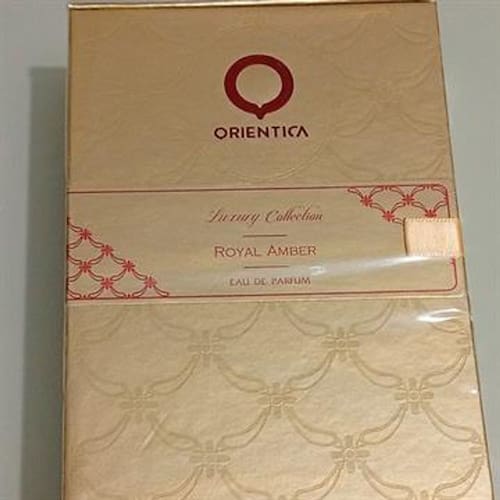 ORIENTICA
Luxury Collection
ROYAL AMBER
EAU DE PARFUM